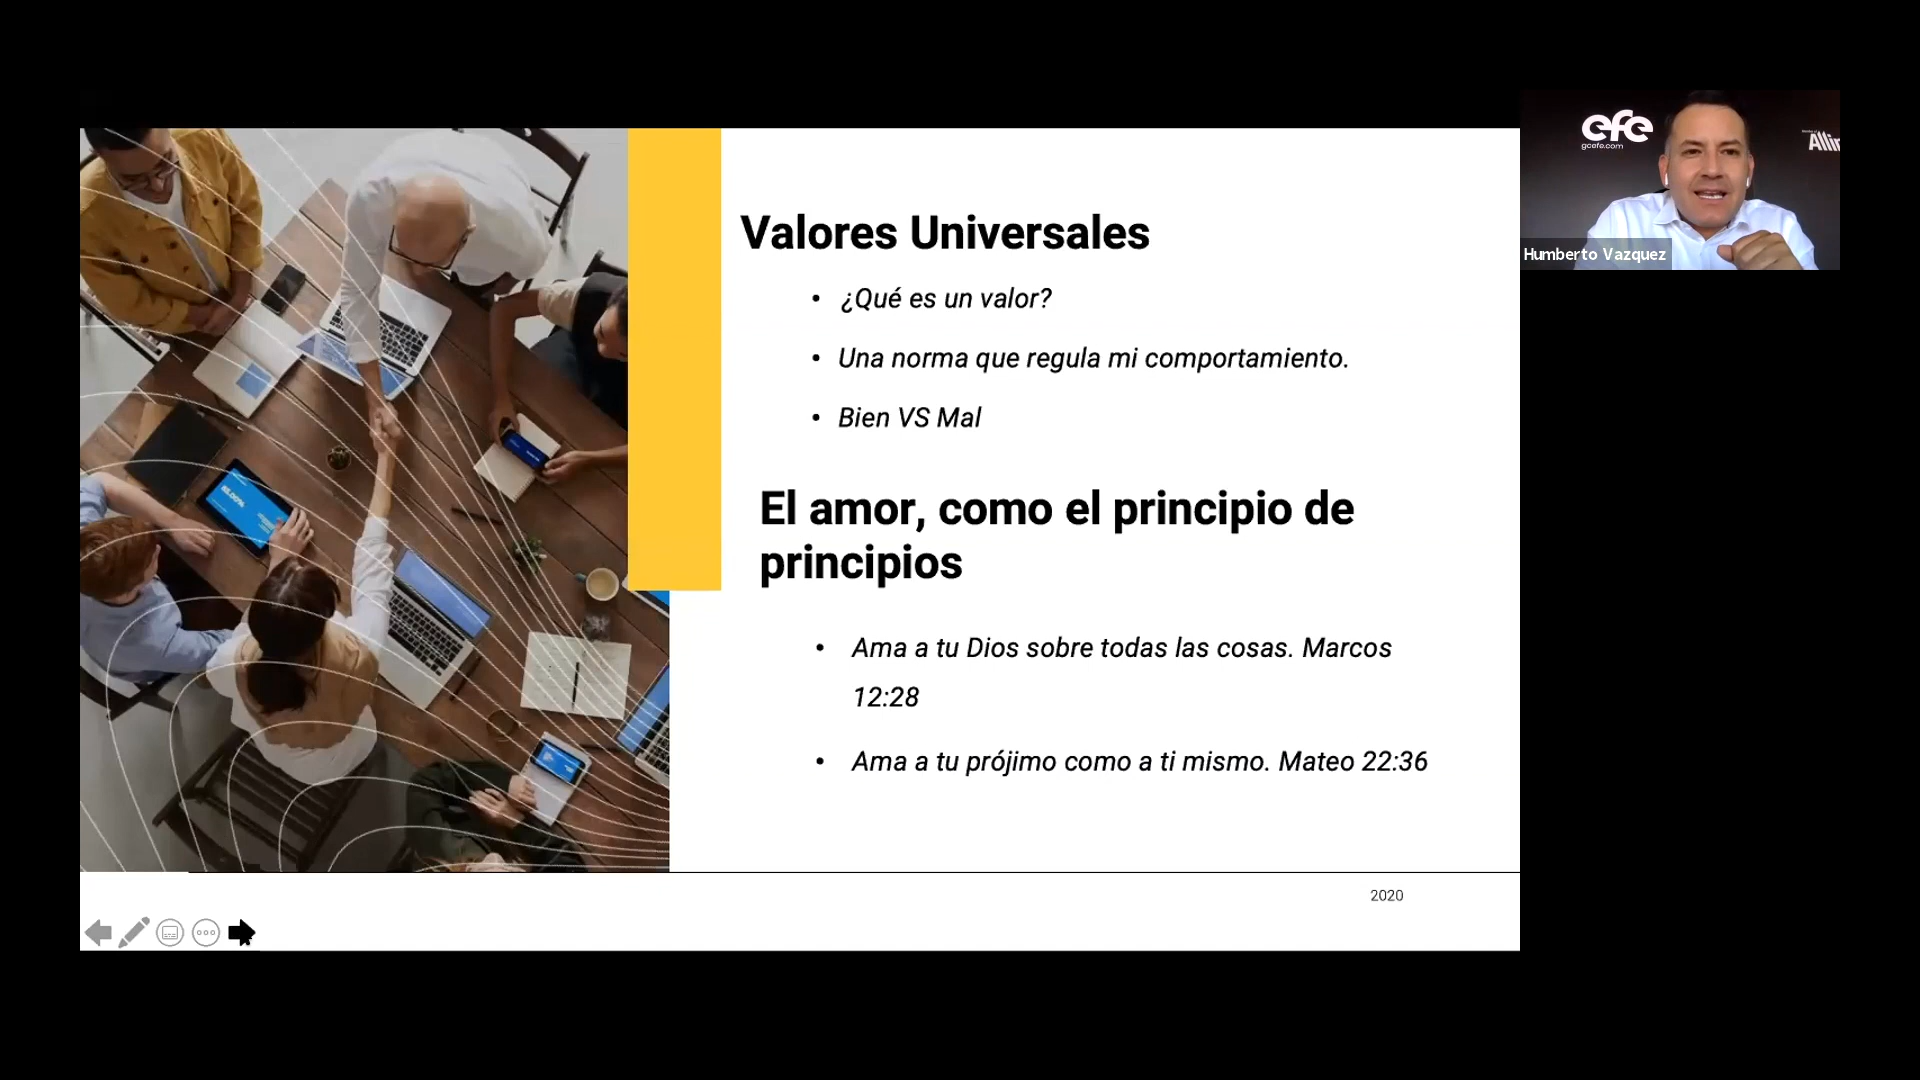 Valores Universales
• ¿Qué es un valor?
• Una norma que regula mi comportamiento.
• Bien VS Mal
El amor, como el principio de
principios
• Ama a tu Dios sobre todas las cosas. Marcos
12:28
• Ama a tu prójimo como a ti mismo. Mateo 22:36
2020
efe
gcefe.com
Humberto Vazquez